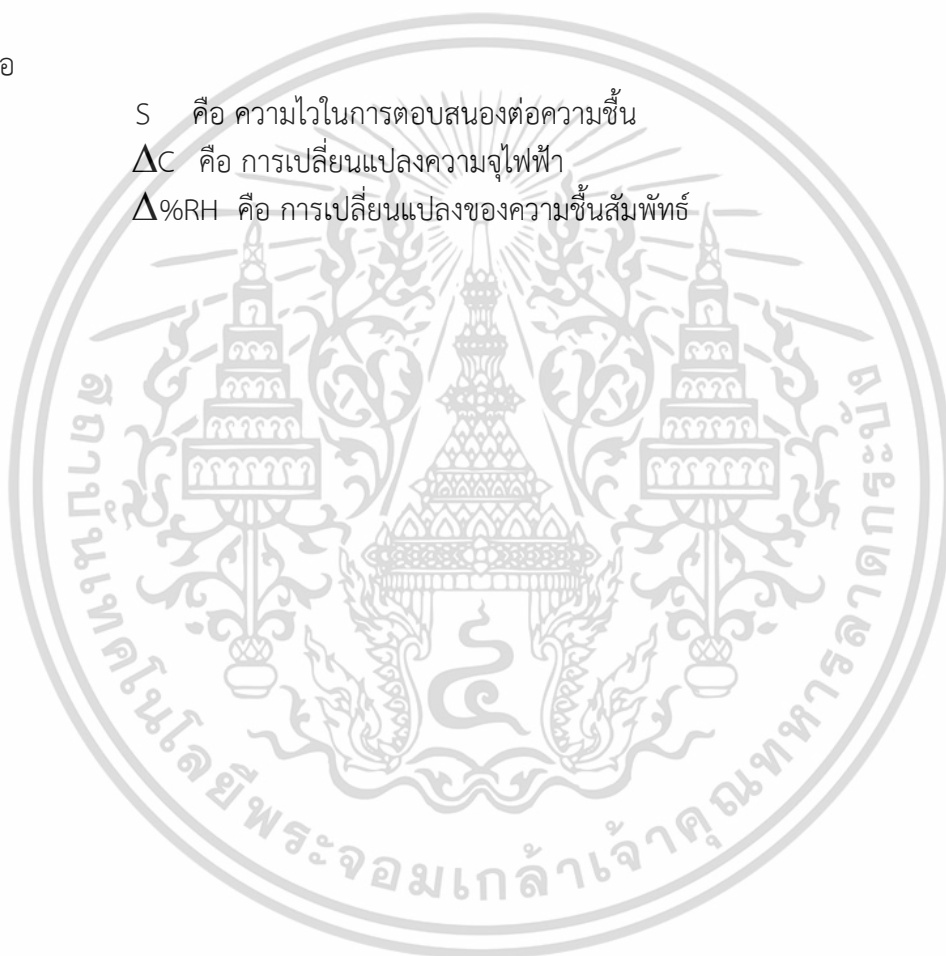 S คือ ความไวในการตอบสนองต่อความชื้น
ΔC คือ การเปลี่ยนแปลงความจุไฟฟ้า
Δ%RH คือ การเปลี่ยนแปลงของความชื้นสัมพัทธ์
สถาบันเทคโนโลยีพระจอมเกล้าเจ้าคุณทหารลาดกระบัง